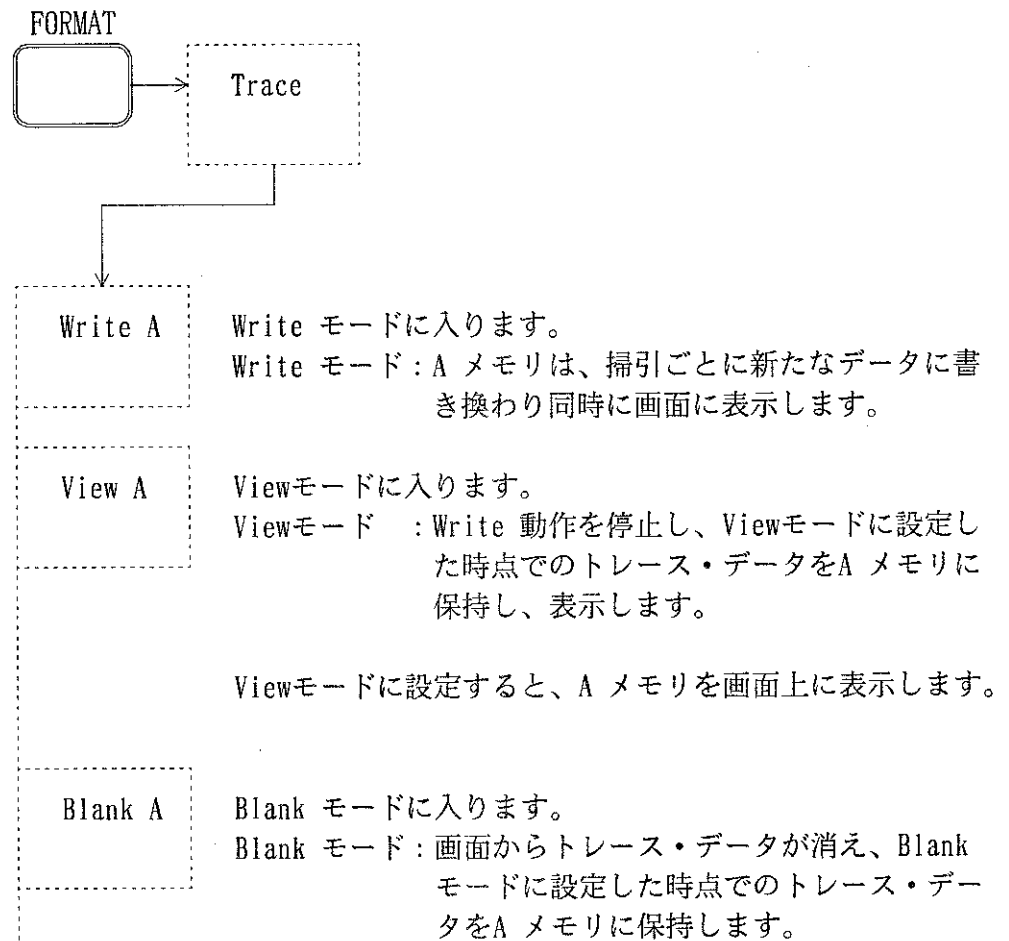 FORMAT
Trace
Write A
Write モードに入ります。
Write モード：A メモリは、掃引ごとに新たなデータに書
き換わり同時に画面に表示します。
View A
Viewモードに入ります。
Viewモード ：Write 動作を停止し、Viewモードに設定し
た時点でのトレース・データをA メモリに
保持し、表示します。
Viewモードに設定すると、A メモリを画面上に表示します。
Blank A
Blank モードに入ります。
Blank モード：画面からトレース・データが消え、Blank
モードに設定した時点でのトレース・デー
タをA メモリに保持します。